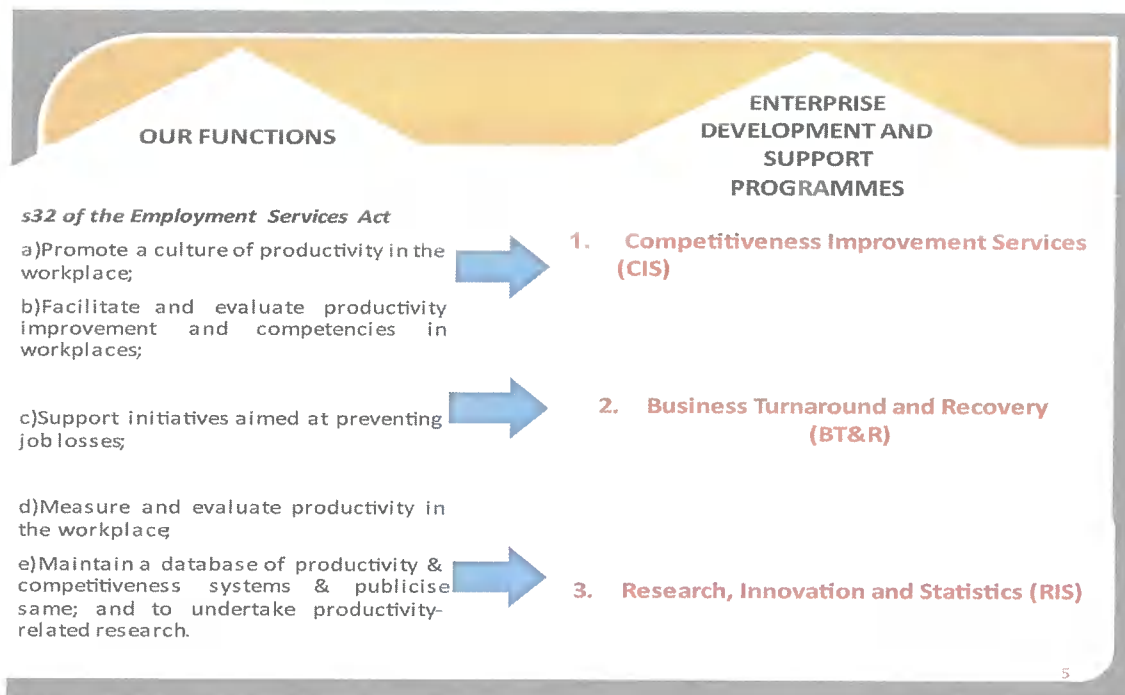 OUR FUNCTIONS
s32 of the Employment Services Act
a)Promote a culture of productivity in the
workplace;
b)Facilitate and evaluate productivity
improvement and competencies in
workplaces;
c)Support initiatives aimed at preventing
job losses;
d)Measure and evaluate productivity in
the workplace;
e)Maintain a database of productivity &
competitiveness systems & publicise
same; and to undertake productivity-
related research.
ENTERPRISE
DEVELOPMENT AND
SUPPORT
PROGRAMMES
1. Competitiveness Improvement Services
(CIS)
2. Business Turnaround and Recovery
(BT&R)
3. Research, Innovation and Statistics (RIS)
5